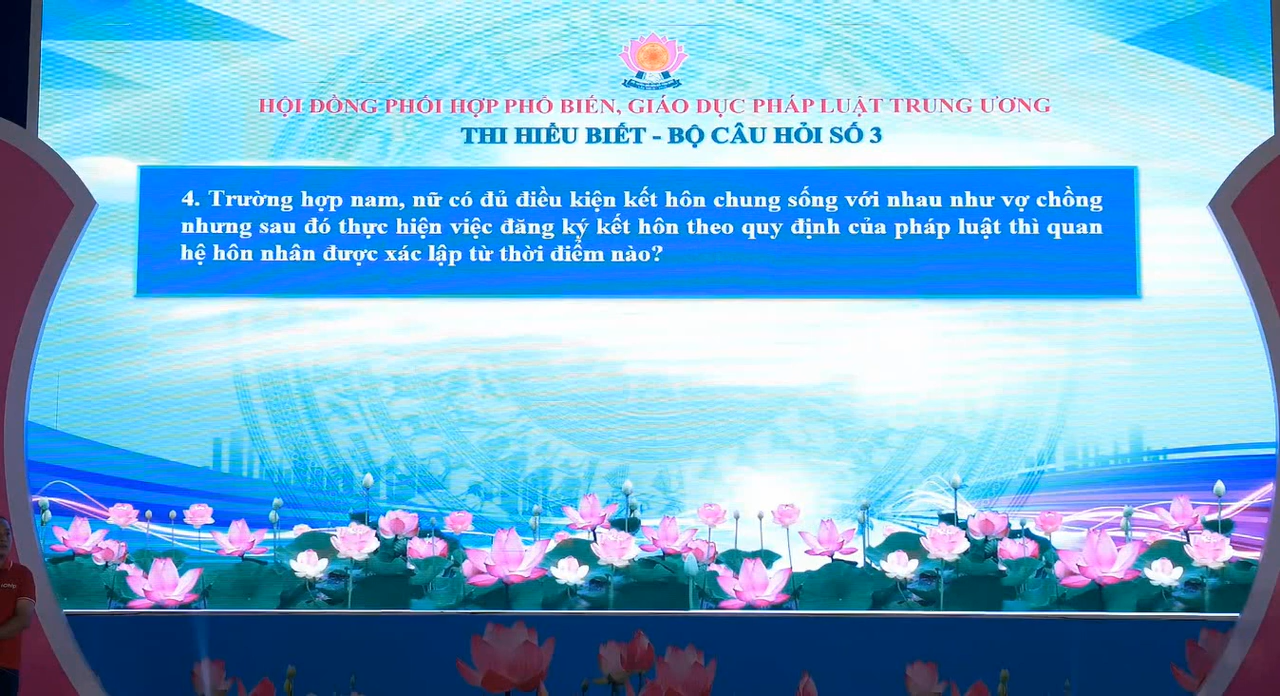 HỘI ĐỒNG PHỐI HỢP PHỔ BIẾN, GIÁO DỤC PHÁP LUẬT TRUNG ƯƠNG
THI HIỂU BIẾT - BỘ CÂU HỎI SỐ 3
4. Trường hợp nam, nữ có đủ điều kiện kết hôn chung sống với nhau như vợ chồng
nhưng sau đó thực hiện việc đăng ký kết hôn theo quy định của pháp luật thì quan
hệ hôn nhân được xác lập từ thời điểm nào?